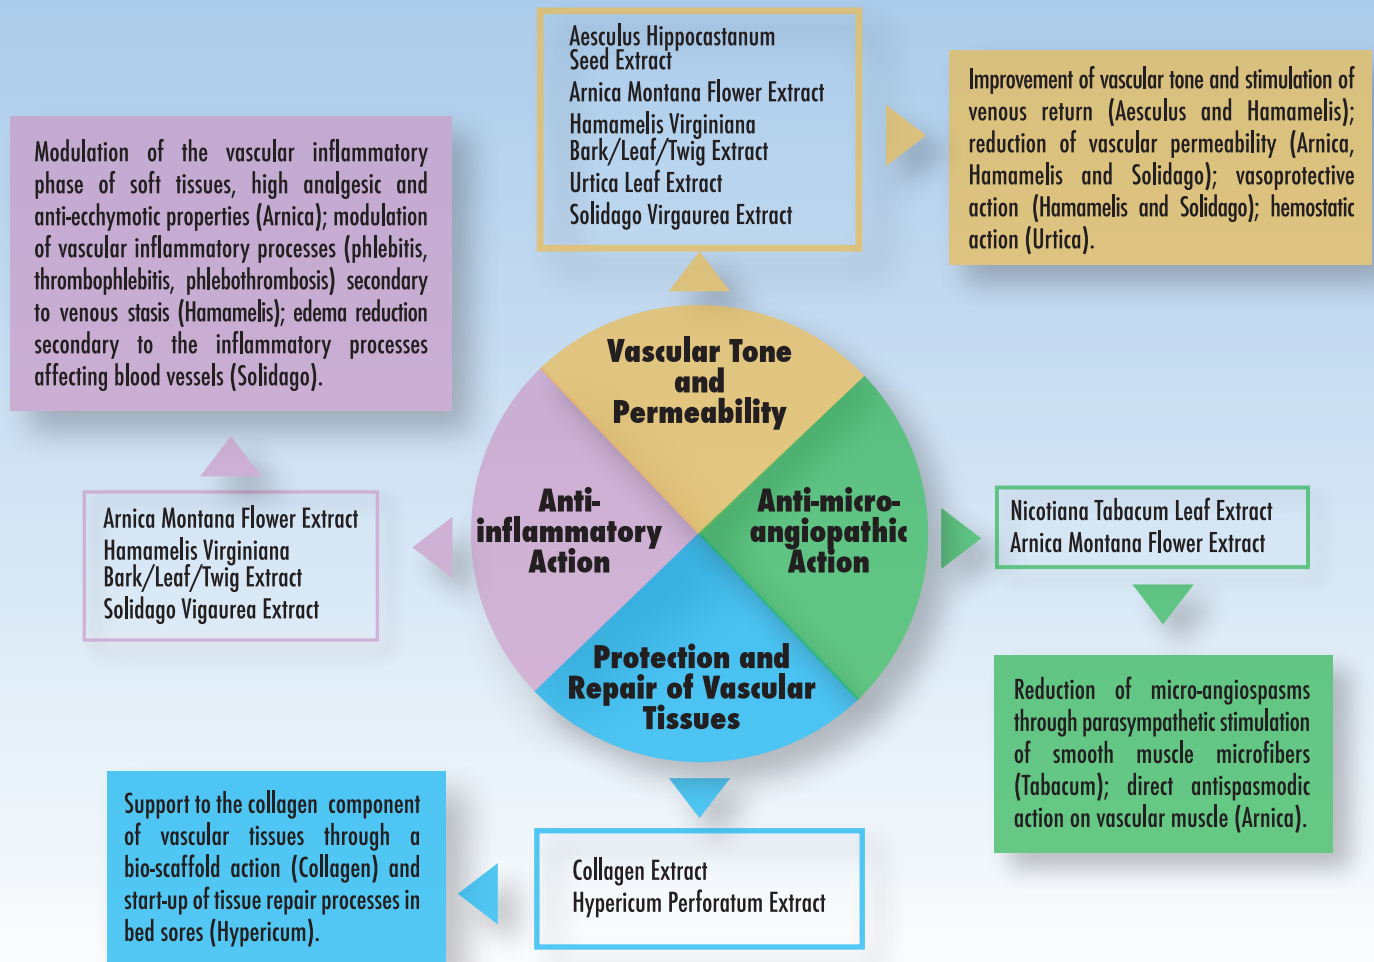 Aesculus Hippocastanum
Seed Extract
Arnica Montana Flower Extract
Hamamelis Virginiana
Bark/Leaf/Twig Extract
Urtica Leaf Extract
Solidago Virgaurea Extract
Improvement of vascular tone and stimulation of
venous return (Aesculus and Hamamelis);
reduction of vascular permeability (Arnica,
Hamamelis and Solidago); vasoprotective
action (Hamamelis and Solidago); hemostatic
action (Urtica).
Modulation of the vascular inflammatory
phase of soft tissues, high analgesic and
anti-ecchymotic properties (Arnica); modulation
of vascular inflammatory processes (phlebitis,
thrombophlebitis, phlebothrombosis) secondary
to venous stasis (Hamamelis); edema reduction
secondary to the inflammatory processes
affecting blood vessels (Solidago).
Vascular Tone
and
Permeability
Anti-
inflammatory
Action
Anti-micro-
angiopathic
Action
Protection and
Repair of Vascular
Tissues
Arnica Montana Flower Extract
Hamamelis Virginiana
Bark/Leaf/Twig Extract
Solidago Vigaurea Extract
Nicotiana Tabacum Leaf Extract
Arnica Montana Flower Extract
Reduction of micro-angiospasms
through parasympathetic stimulation
of smooth muscle microfibers
(Tabacum); direct antispasmodic
action on vascular muscle (Arnica).
Support to the collagen component
of vascular tissues through a
bio-scaffold action (Collagen) and
start-up of tissue repair processes in
bed sores (Hypericum).
Collagen Extract
Hypericum Perforatum Extract